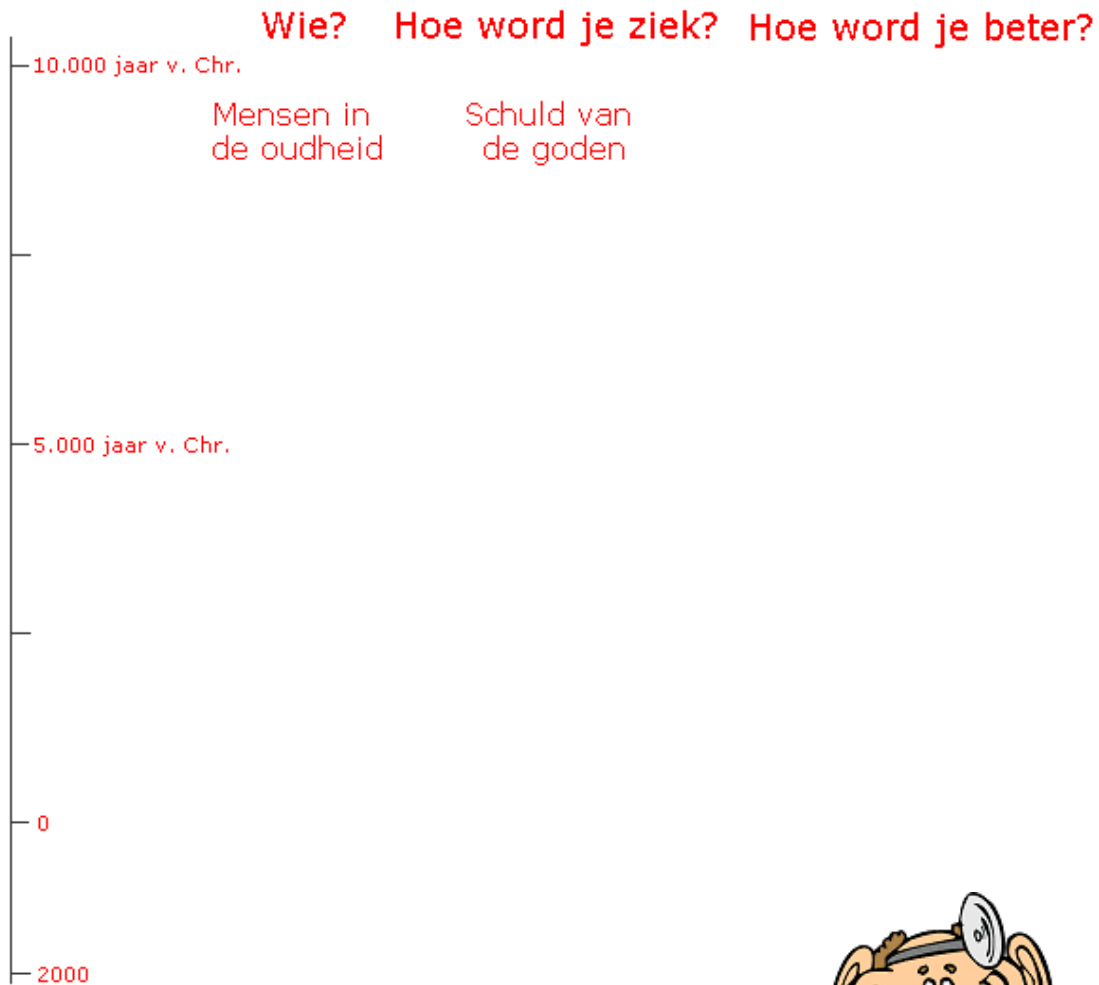 Wie? Hoe word je ziek? Hoe word je beter?
10.000 jaar v. Chr.
Mensen in
de oudheid
Schuld van
de goden
5.000 jaar v. Chr.
0
2000